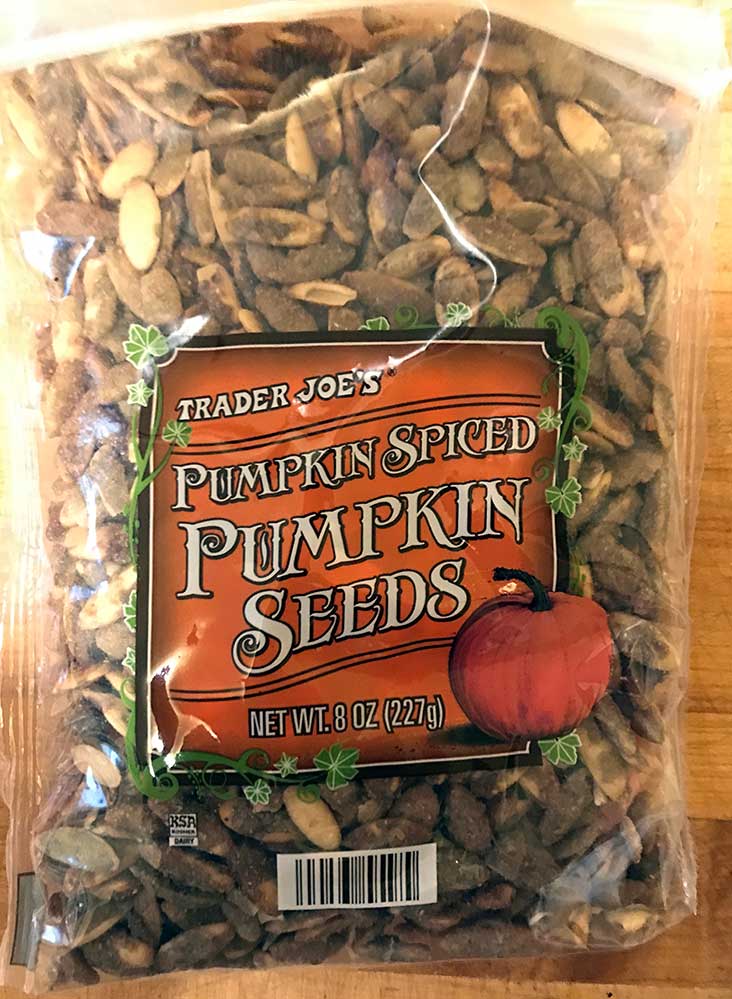 TRADER JOE'S
PUMPKIN SPICED
PUMPKIN
SEEDS
NET WT. 8 OZ (227g)
KSA
KOSHER
DAIRY